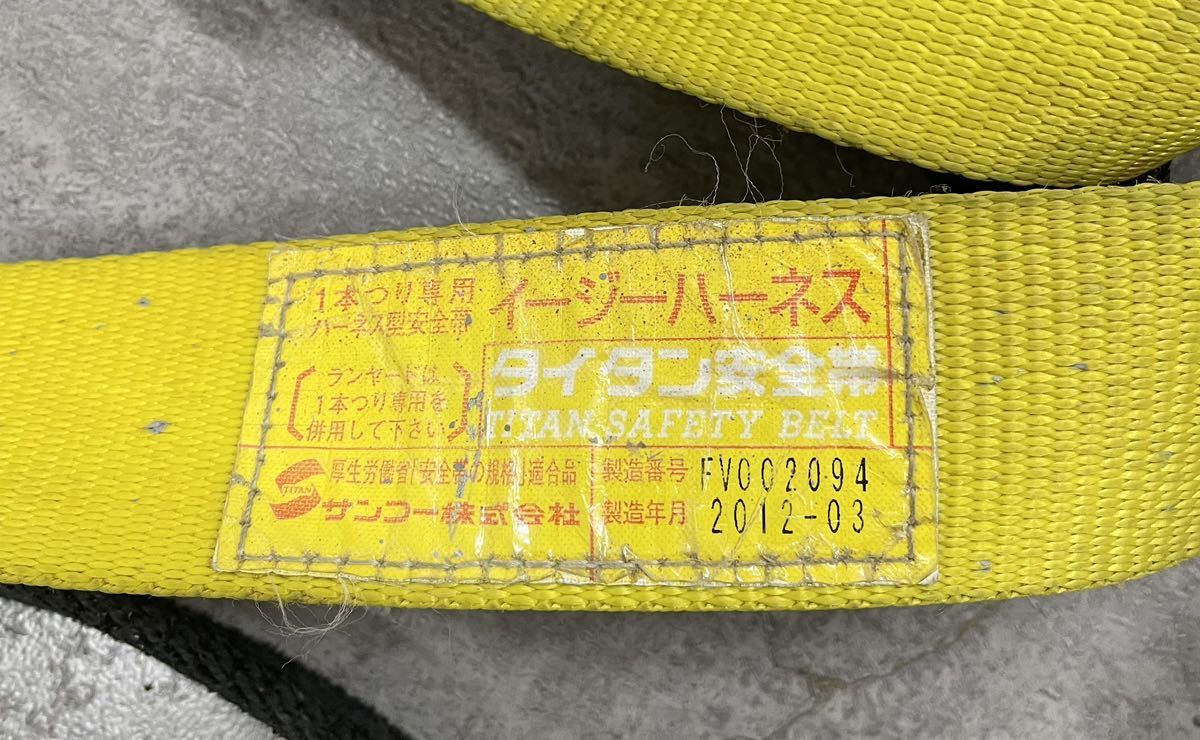 1本つり専用
ハーネス型安全帯
イージーハーネス
ランヤードは
1本つり専用を
併用して下さい
タイタン安全帯
TITAN SAFETY BELT
TITAN
厚生労働省「安全帯の規格」適合品
サンコー株式会社
製造番号 FV002094
製造年月 2012-03